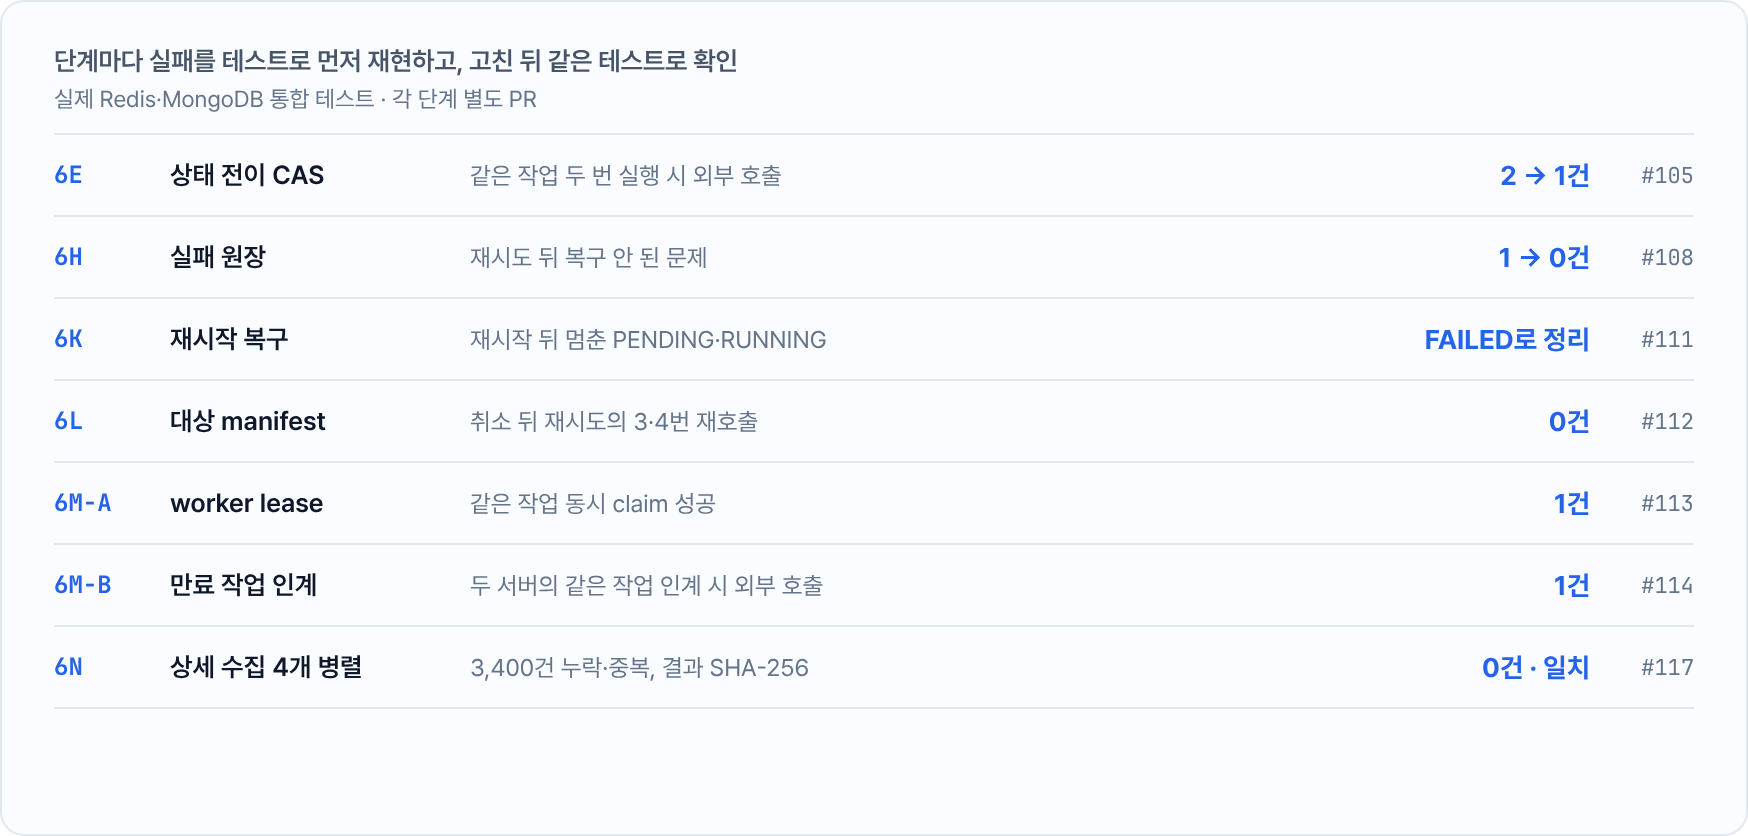 단계마다 실패를 테스트로 먼저 재현하고, 고친 뒤 같은 테스트로 확인
실제 Redis·MongoDB 통합 테스트 · 각 단계 별도 PR
6E 상태 전이 CAS 같은 작업 두 번 실행 시 외부 호출 2 → 1건 #105
6H 실패 원장 재시도 뒤 복구 안 된 문제 1 → 0건 #108
6K 재시작 복구 재시작 뒤 멈춘 PENDING·RUNNING FAILED로 정리 #111
6L 대상 manifest 취소 뒤 재시도의 3·4번 재호출 0건 #112
6M-A worker lease 같은 작업 동시 claim 성공 1건 #113
6M-B 만료 작업 인계 두 서버의 같은 작업 인계 시 외부 호출 1건 #114
6N 상세 수집 4개 병렬 3,400건 누락·중복, 결과 SHA-256 0건 · 일치 #117